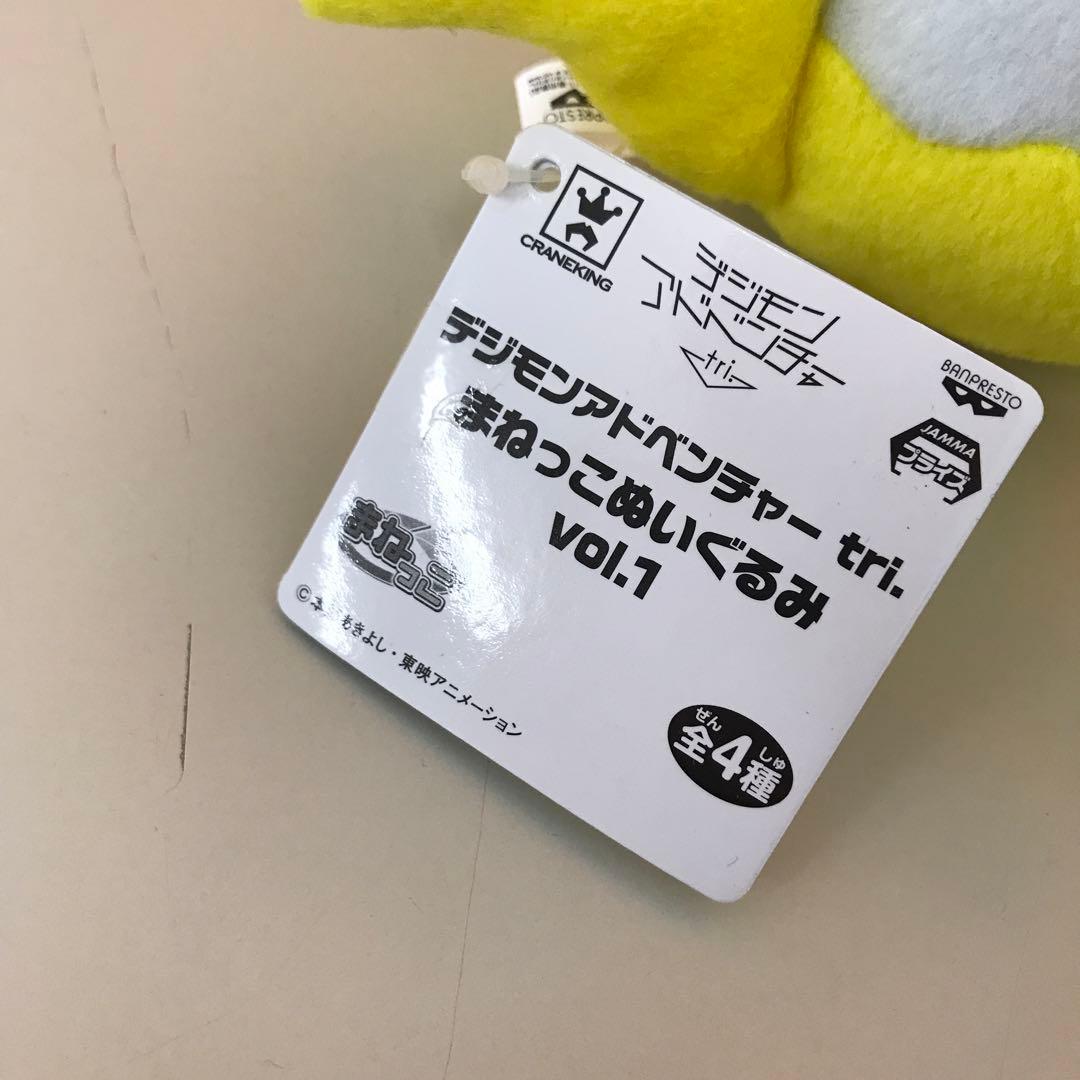 BANPRESTO
CRANEKING
デジモン
アドベンチャー
tri.
BANPRESTO
JAMMA
プライズ
デジモンアドベンチャー tri.
まねっこぬいぐるみ
vol.1
まねっこ
© あきよし・東映アニメーション
ぜん しゅ
全4種